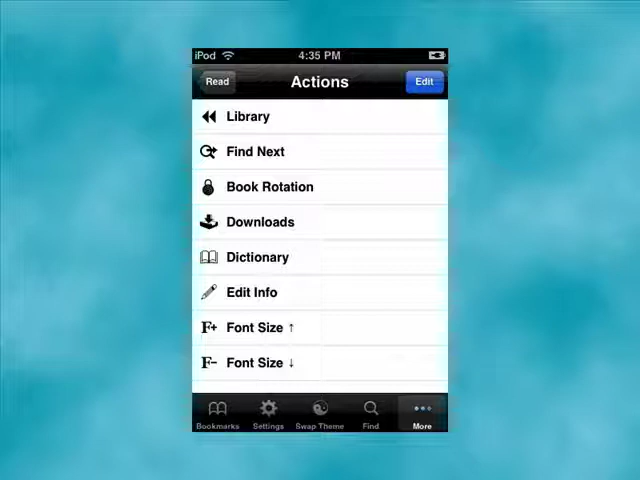 iPod 4:35 PM
Read Actions Edit
Library
Find Next
Book Rotation
Downloads
Dictionary
Edit Info
F+ Font Size ↑
F- Font Size ↓
Bookmarks Settings Swap Theme Find More